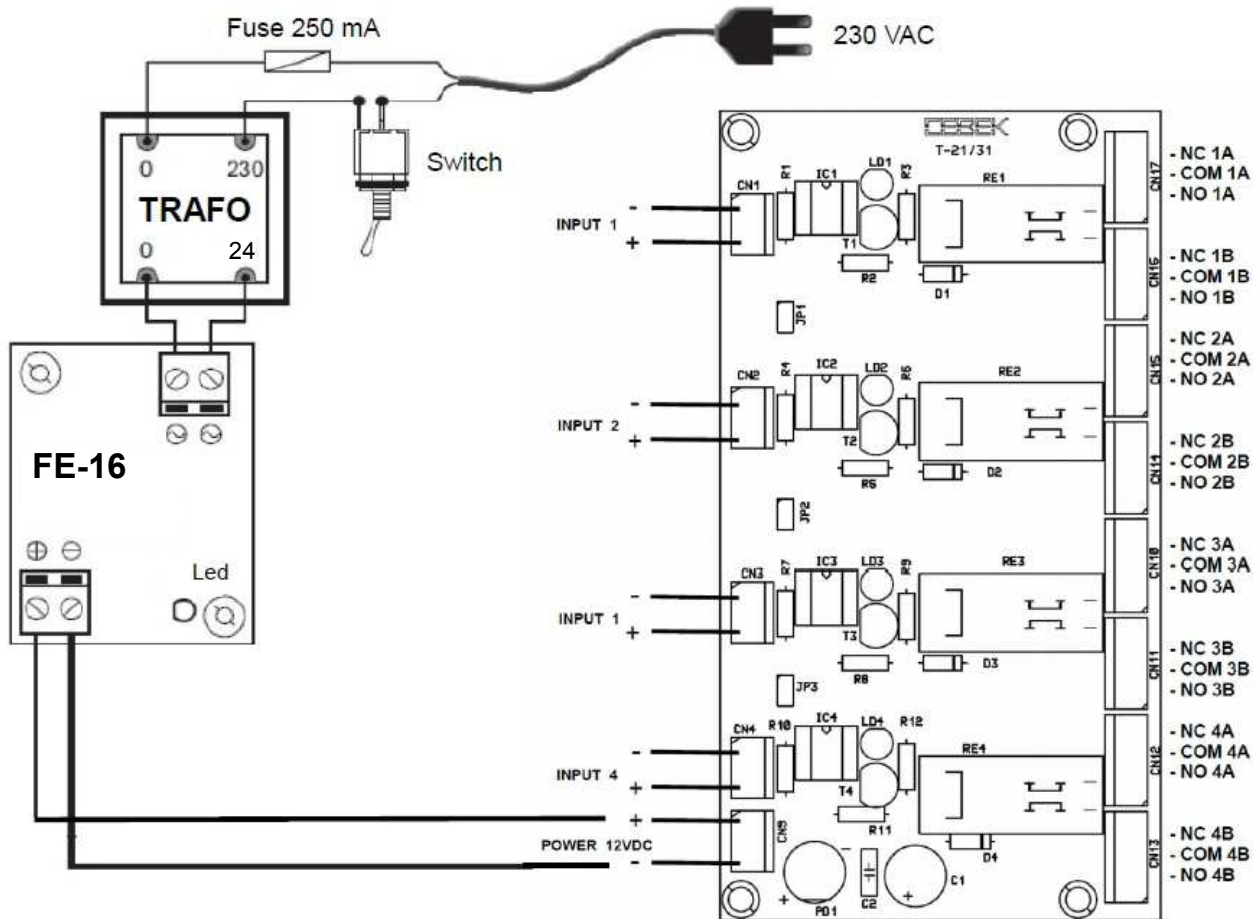 Fuse 250 mA
230 VAC
Switch
0 230
TRAFO
0 24
FE-16
Led
CEBEK
T-21/31
INPUT 1
-
+
CN1
R1
IC1
LD1
R3
RE1
T1
R2
D1
JP1
CN17
- NC 1A
- COM 1A
- NO 1A
CN16
- NC 1B
- COM 1B
- NO 1B
INPUT 2
-
+
CN2
R4
IC2
LD2
R6
RE2
T2
R5
D2
JP2
CN15
- NC 2A
- COM 2A
- NO 2A
CN14
- NC 2B
- COM 2B
- NO 2B
INPUT 1
-
+
CN3
R7
IC3
LD3
R9
RE3
T3
R8
D3
JP3
CN10
- NC 3A
- COM 3A
- NO 3A
CN11
- NC 3B
- COM 3B
- NO 3B
INPUT 4
-
+
CN4
R10
IC4
LD4
R12
RE4
T4
R11
D4
CN12
- NC 4A
- COM 4A
- NO 4A
CN13
- NC 4B
- COM 4B
- NO 4B
POWER 12VDC
+
-
-
+
PD1
C2
+
C1